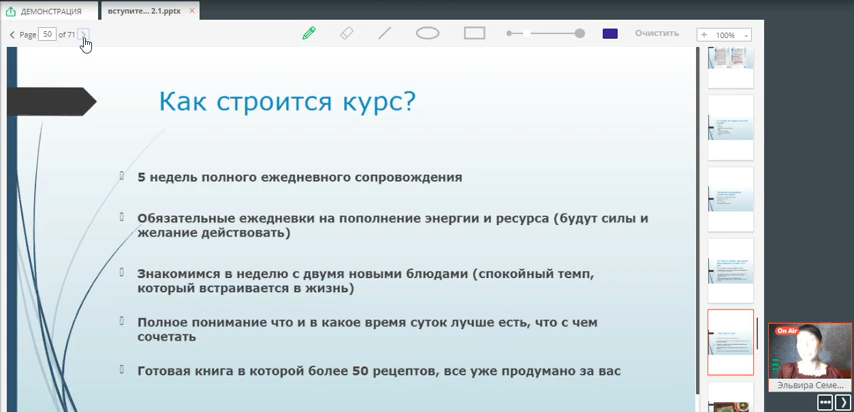 ДЕМОНСТРАЦИЯ
вступите... 2.1.pptx ×
Page 50 of 71
Очистить
+ 100% -
Как строится курс?
5 недель полного ежедневного сопровождения
Обязательные ежедневки на пополнение энергии и ресурса (будут силы и
желание действовать)
Знакомимся в неделю с двумя новыми блюдами (спокойный темп,
который встраивается в жизнь)
Полное понимание что и в какое время суток лучше есть, что с чем
сочетать
Готовая книга в которой более 50 рецептов, все уже продумано за вас
On Air
Эльвира Семе...